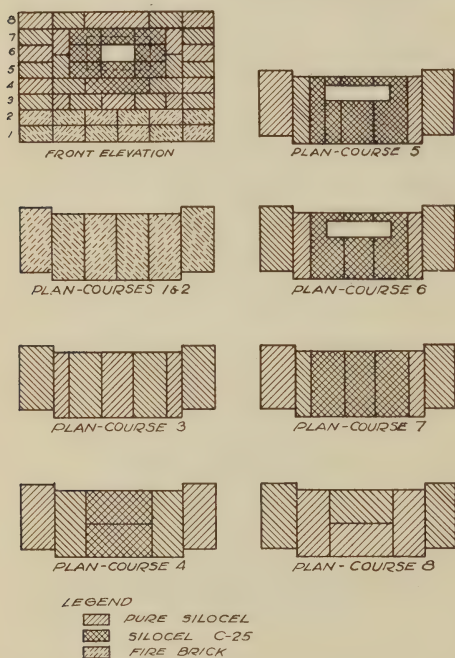 8
7
6
5
4
3
2
1
FRONT ELEVATION
PLAN-COURSE 5
PLAN-COURSES 1&2
PLAN-COURSE 6
PLAN-COURSE 3
PLAN-COURSE 7
PLAN-COURSE 4
PLAN-COURSE 8
LEGEND
PURE SILOCEL
SILOCEL C-25
FIRE BRICK